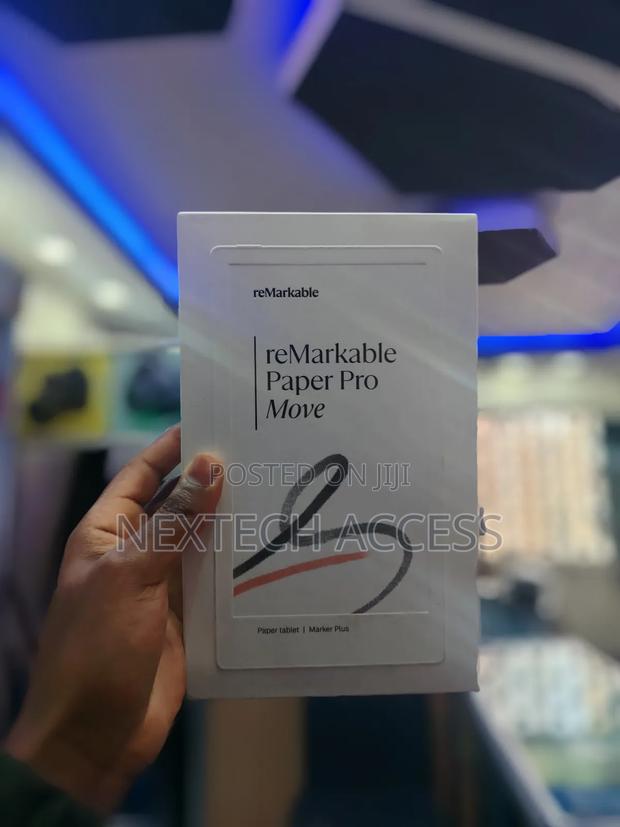 reMarkable
reMarkable
Paper Pro
Move
POSTED ON JIJI
NEXTECH ACCESS
Paper tablet | Marker Plus